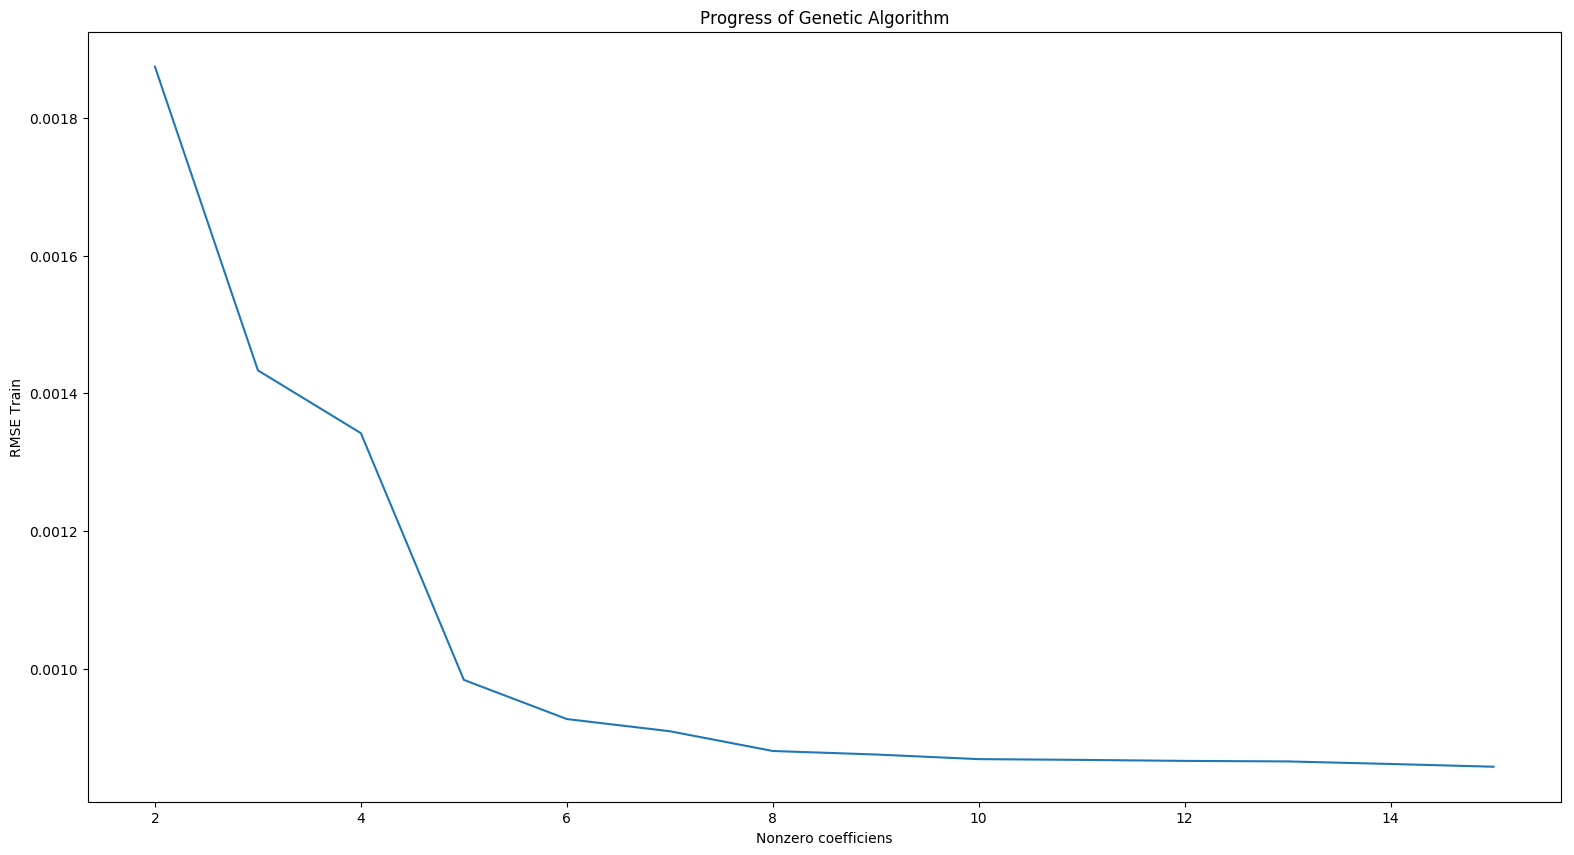 Progress of Genetic Algorithm
RMSE Train
0.0018
0.0016
0.0014
0.0012
0.0010
2 4 6 8 10 12 14
Nonzero coefficiens